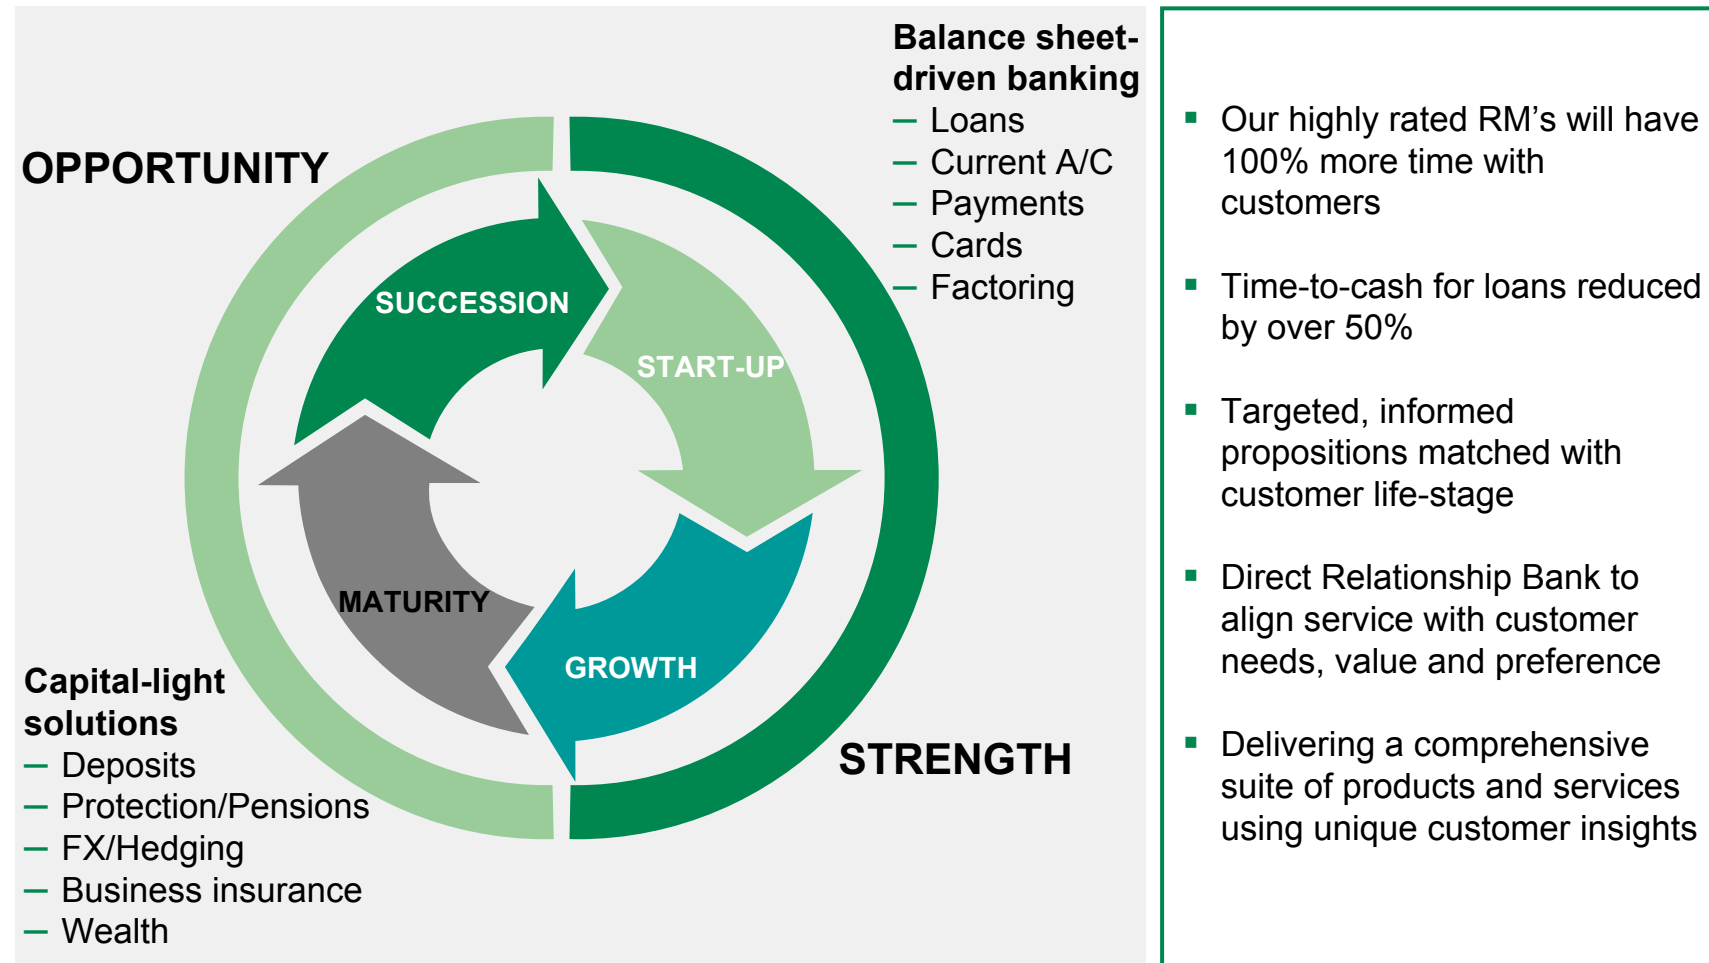 Balance sheet-
driven banking
– Loans
– Current A/C
– Payments
– Cards
– Factoring
OPPORTUNITY
SUCCESSION
START-UP
MATURITY
GROWTH
STRENGTH
Capital-light
solutions
– Deposits
– Protection/Pensions
– FX/Hedging
– Business insurance
– Wealth
▪ Our highly rated RM’s will have
100% more time with
customers
▪ Time-to-cash for loans reduced
by over 50%
▪ Targeted, informed
propositions matched with
customer life-stage
▪ Direct Relationship Bank to
align service with customer
needs, value and preference
▪ Delivering a comprehensive
suite of products and services
using unique customer insights